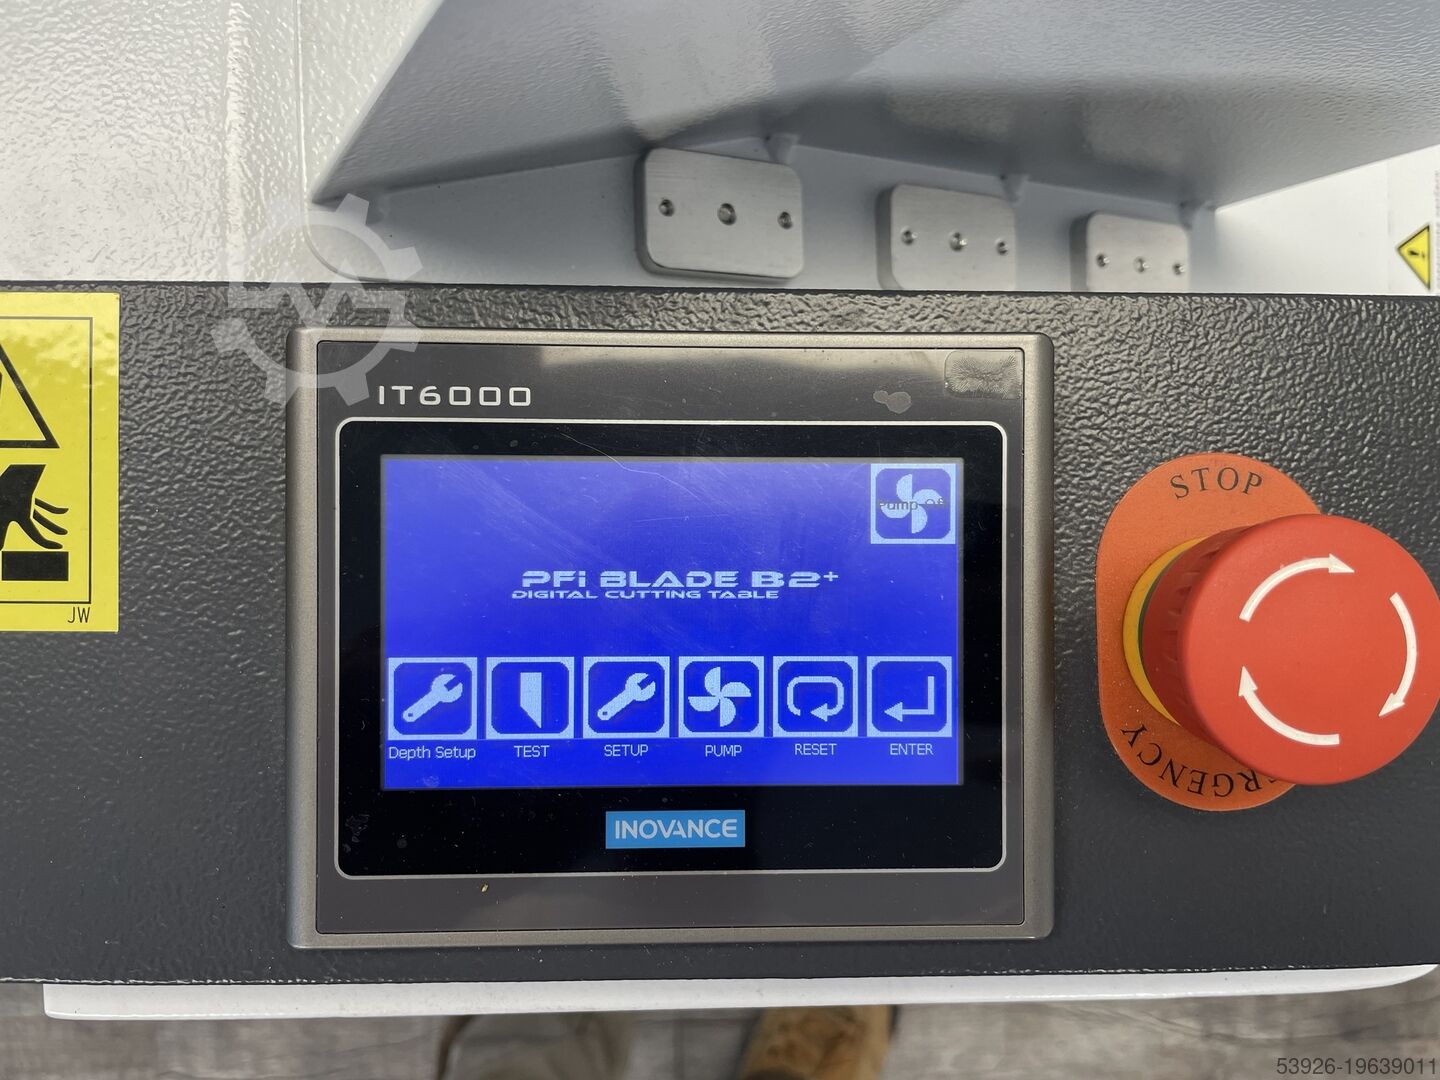 IT6000
Pump Off
PFi BLADE B2+
DIGITAL CUTTING TABLE
Depth Setup
TEST
SETUP
PUMP
RESET
ENTER
INOVANCE
STOP
JW
53926-19639011